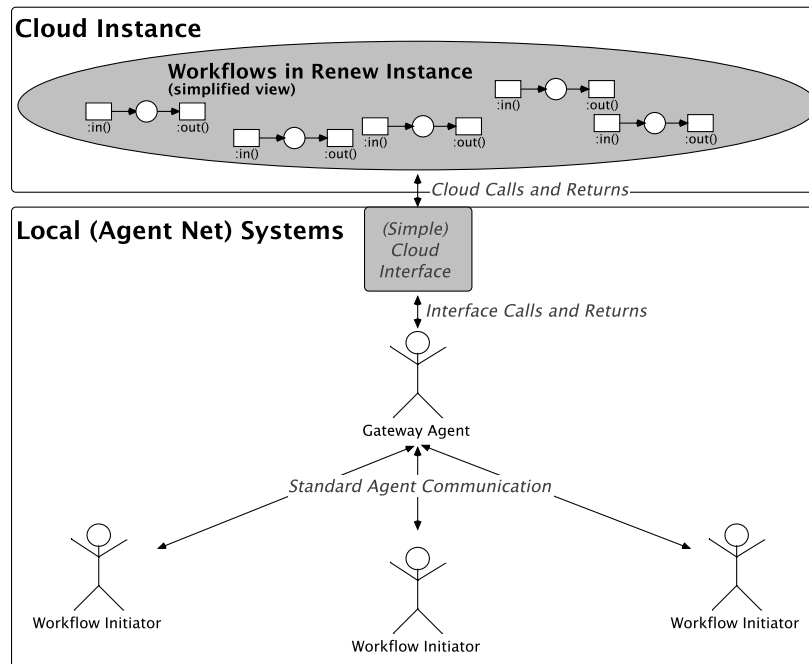 Cloud Instance
Workflows in Renew Instance
(simplified view)
:in()
:out()
:in()
:out()
:in()
:out()
:in()
:out()
:in()
:out()
Cloud Calls and Returns
Local (Agent Net) Systems
(Simple)
Cloud
Interface
Interface Calls and Returns
Gateway Agent
Standard Agent Communication
Workflow Initiator
Workflow Initiator
Workflow Initiator